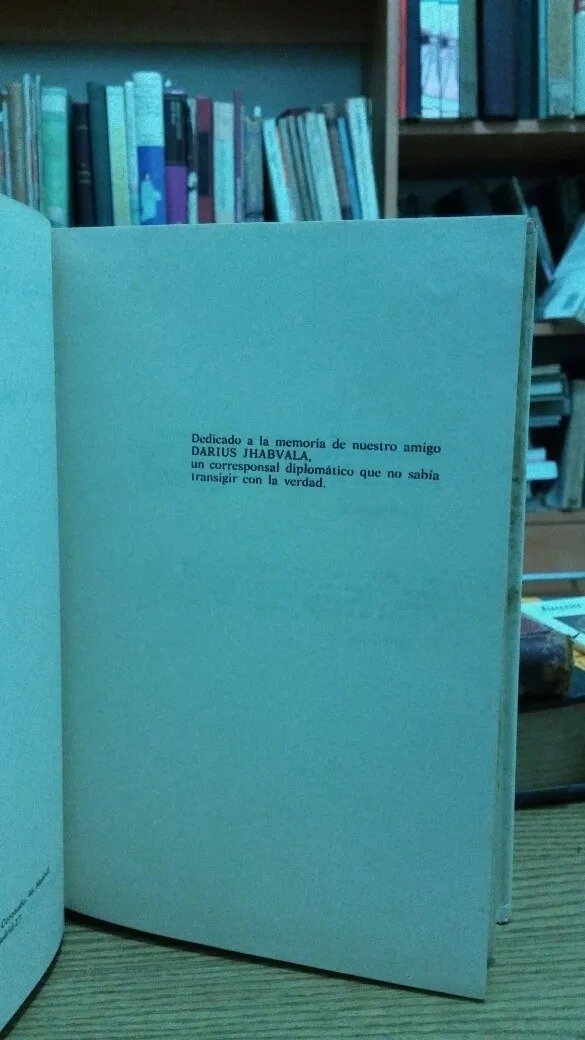 Dedicado a la memoria de nuestro amigo
DARIUS JHABVALA,
un corresponsal diplomático que no sabía
transigir con la verdad.